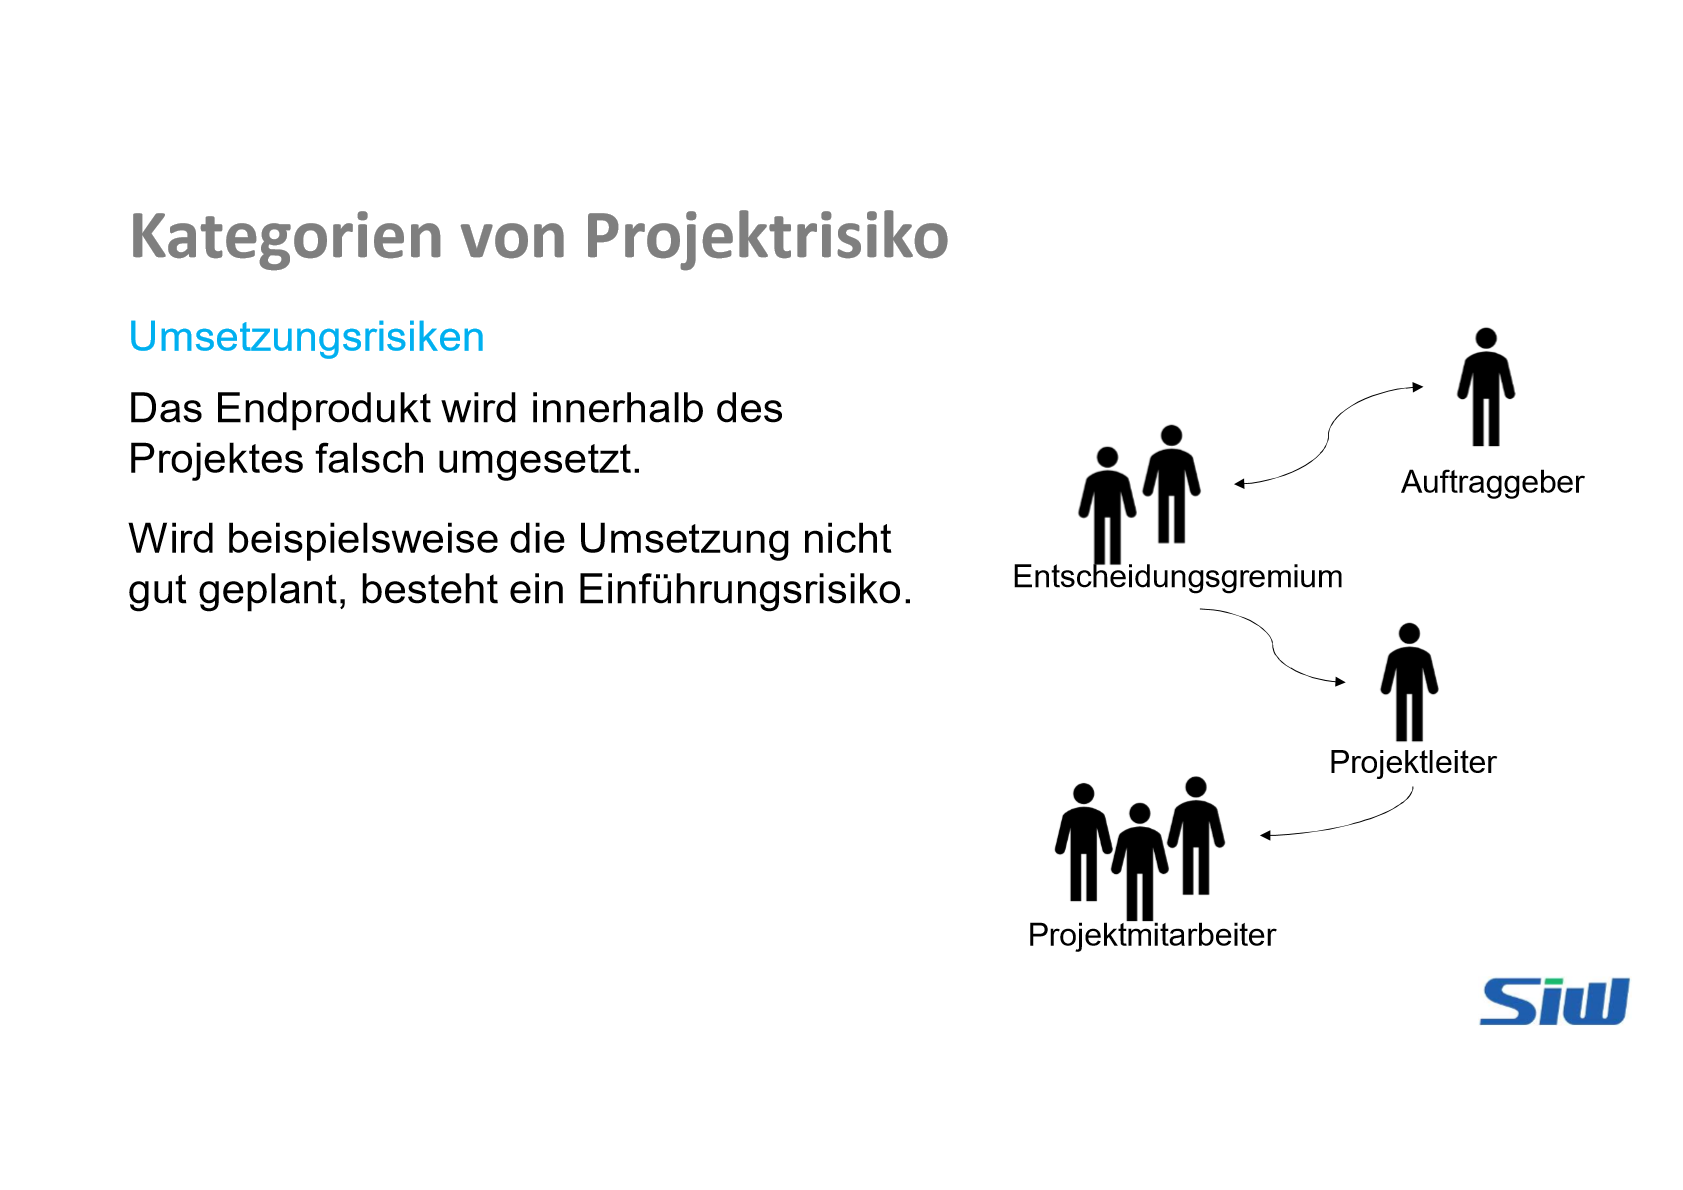 Kategorien von Projektrisiko
Umsetzungsrisiken
Das Endprodukt wird innerhalb des
Projektes falsch umgesetzt.
Wird beispielsweise die Umsetzung nicht
gut geplant, besteht ein Einführungsrisiko.
Auftraggeber
Entscheidungsgremium
Projektleiter
Projektmitarbeiter
Siw